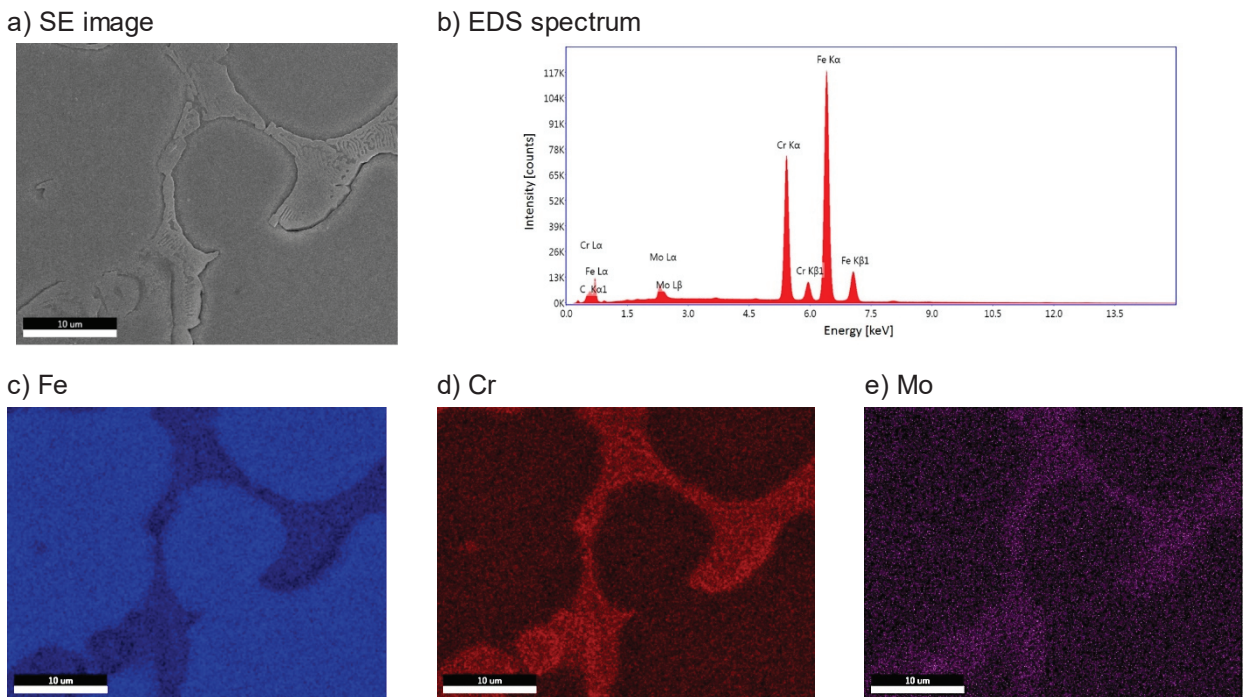 a) SE image
10 um
b) EDS spectrum
Intensity [counts]
117K
104K
91K
78K
65K
52K
39K
26K
13K
0K
Fe Kα
Cr Kα
Cr Lα
Fe Lα
C Kα1
Mo Lα
Mo Lβ
Cr Kβ1
Fe Kβ1
0.0 1.5 3.0 4.5 6.0 7.5 9.0 10.5 12.0 13.5
Energy [keV]
c) Fe
10 um
d) Cr
10 um
e) Mo
10 um